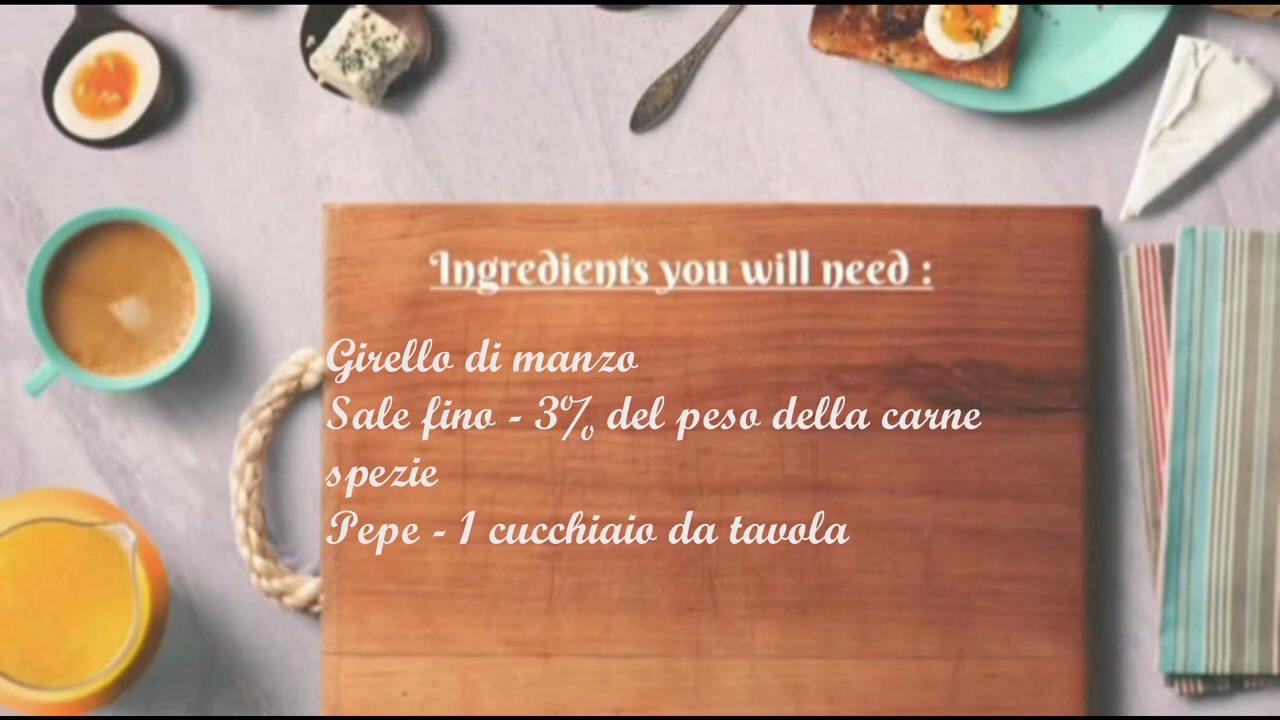 Ingredients you will need :
Girello di manzo
Sale fino - 3% del peso della carne
spezie
Pepe - 1 cucchiaio da tavola